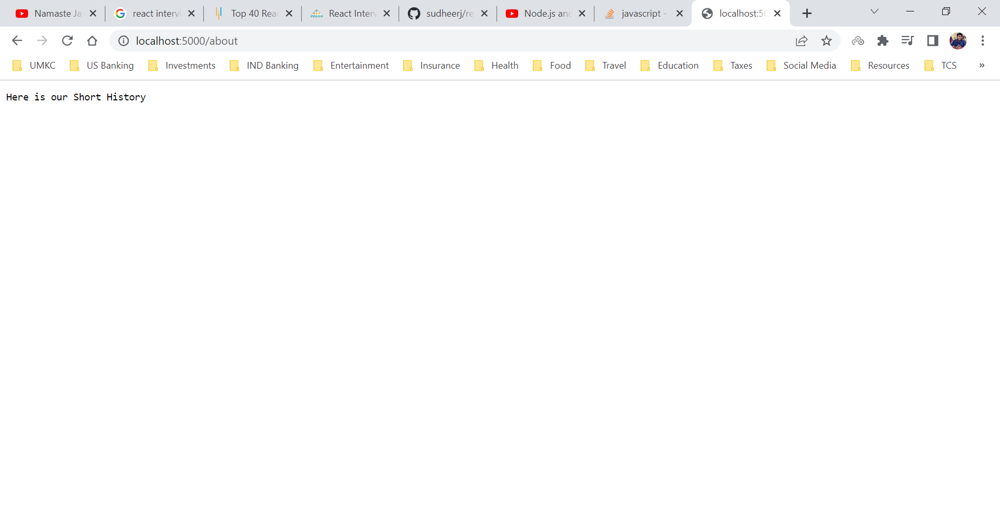 Namaste Ja
react intervi
Top 40 Reac
React Interv
sudheerj/re
Node.js and
javascript -
localhost:50
localhost:5000/about
UMKC
US Banking
Investments
IND Banking
Entertainment
Insurance
Health
Food
Travel
Education
Taxes
Social Media
Resources
TCS
»
Here is our Short History